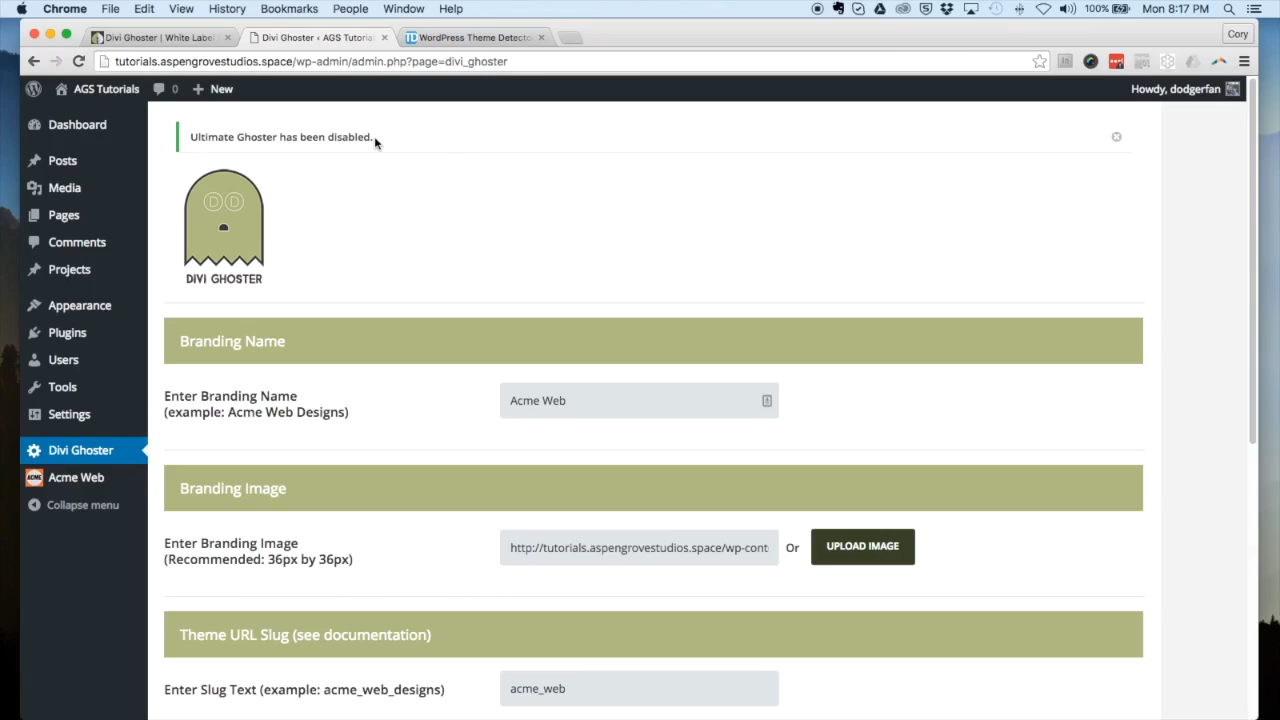 Chrome File Edit View History Bookmarks People Window Help 100% Mon 8:17 PM
Divi Ghoster | White Label Divi Ghoster ‹ AGS Tutorial WordPress Theme Detector Cory
tutorials.aspengrovestudios.space/wp-admin/admin.php?page=divi_ghoster
AGS Tutorials 0 + New Howdy, dodgerfan
Dashboard
Posts
Media
Pages
Comments
Projects
Appearance
Plugins
Users
Tools
Settings
Divi Ghoster
ACME Acme Web
Collapse menu
Ultimate Ghoster has been disabled.
DD
DIVI GHOSTER
Branding Name
Enter Branding Name
(example: Acme Web Designs)
Acme Web
Branding Image
Enter Branding Image
(Recommended: 36px by 36px)
http://tutorials.aspengrovestudios.space/wp-cont Or UPLOAD IMAGE
Theme URL Slug (see documentation)
Enter Slug Text (example: acme_web_designs)
acme_web